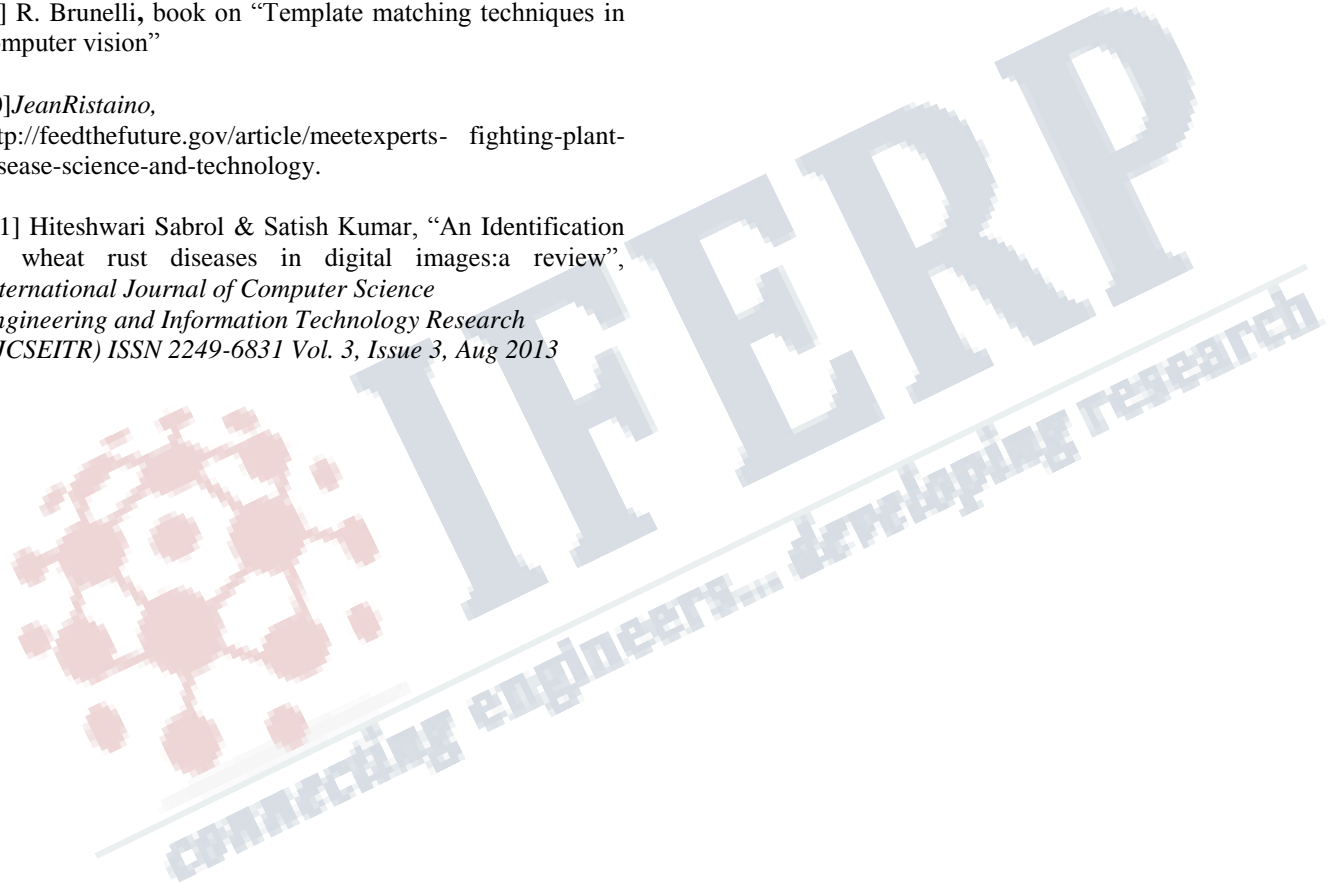 ] R. Brunelli, book on “Template matching techniques in
omputer vision”
0]JeanRistaino,
tp://feedthefuture.gov/article/meetexperts- fighting-plant-
sease-science-and-technology.
1] Hiteshwari Sabrol & Satish Kumar, “An Identification
wheat rust diseases in digital images:a review”,
ternational Journal of Computer Science
ngineering and Information Technology Research
JCSEITR) ISSN 2249-6831 Vol. 3, Issue 3, Aug 2013
IFERP
connecting engineers... developing research